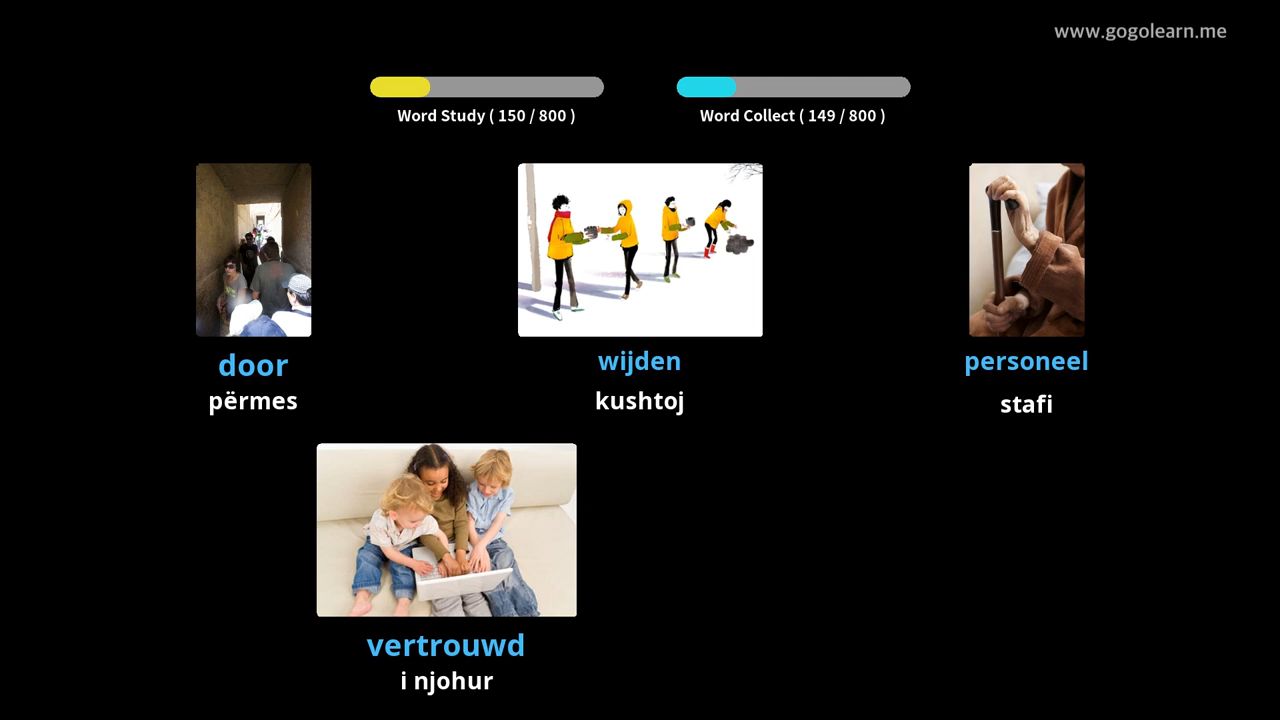 www.gogolearn.me
Word Study ( 150 / 800 )
Word Collect ( 149 / 800 )
door
përmes
wijden
kushtoj
personeel
stafi
vertrouwd
i njohur